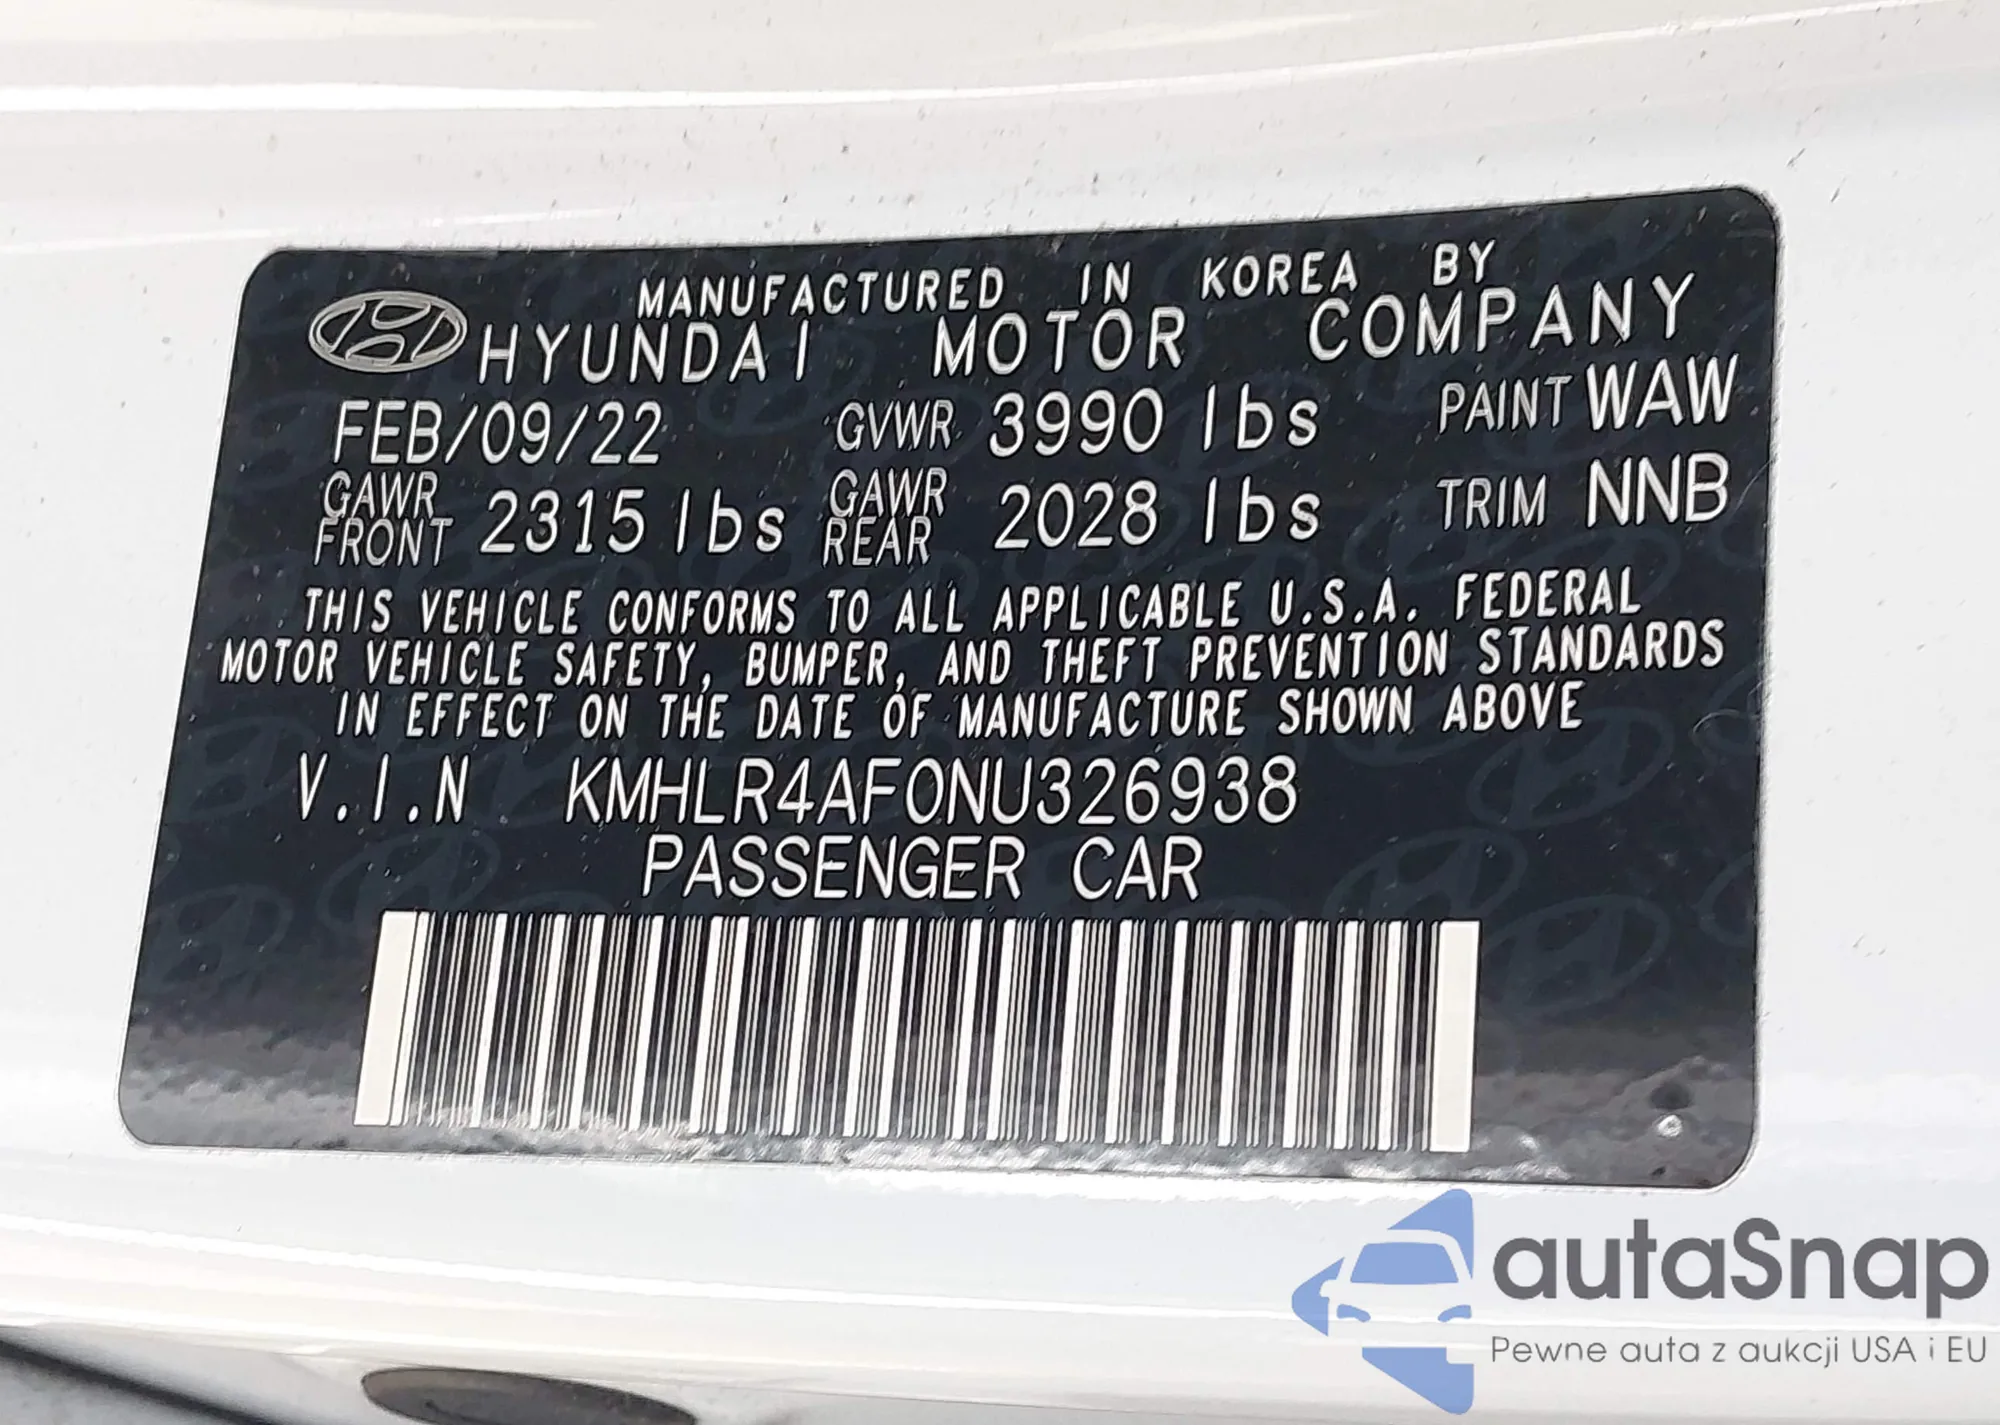 MANUFACTURED IN KOREA BY
HYUNDAI MOTOR COMPANY
FEB/09/22 GVWR 3990 lbs PAINT WAW
GAWR FRONT 2315 lbs GAWR REAR 2028 lbs TRIM NNB
THIS VEHICLE CONFORMS TO ALL APPLICABLE U.S.A. FEDERAL
MOTOR VEHICLE SAFETY, BUMPER, AND THEFT PREVENTION STANDARDS
IN EFFECT ON THE DATE OF MANUFACTURE SHOWN ABOVE
V.I.N KMHLR4AF0NU326938
PASSENGER CAR
autaSnap
Pewne auta z aukcji USA i EU